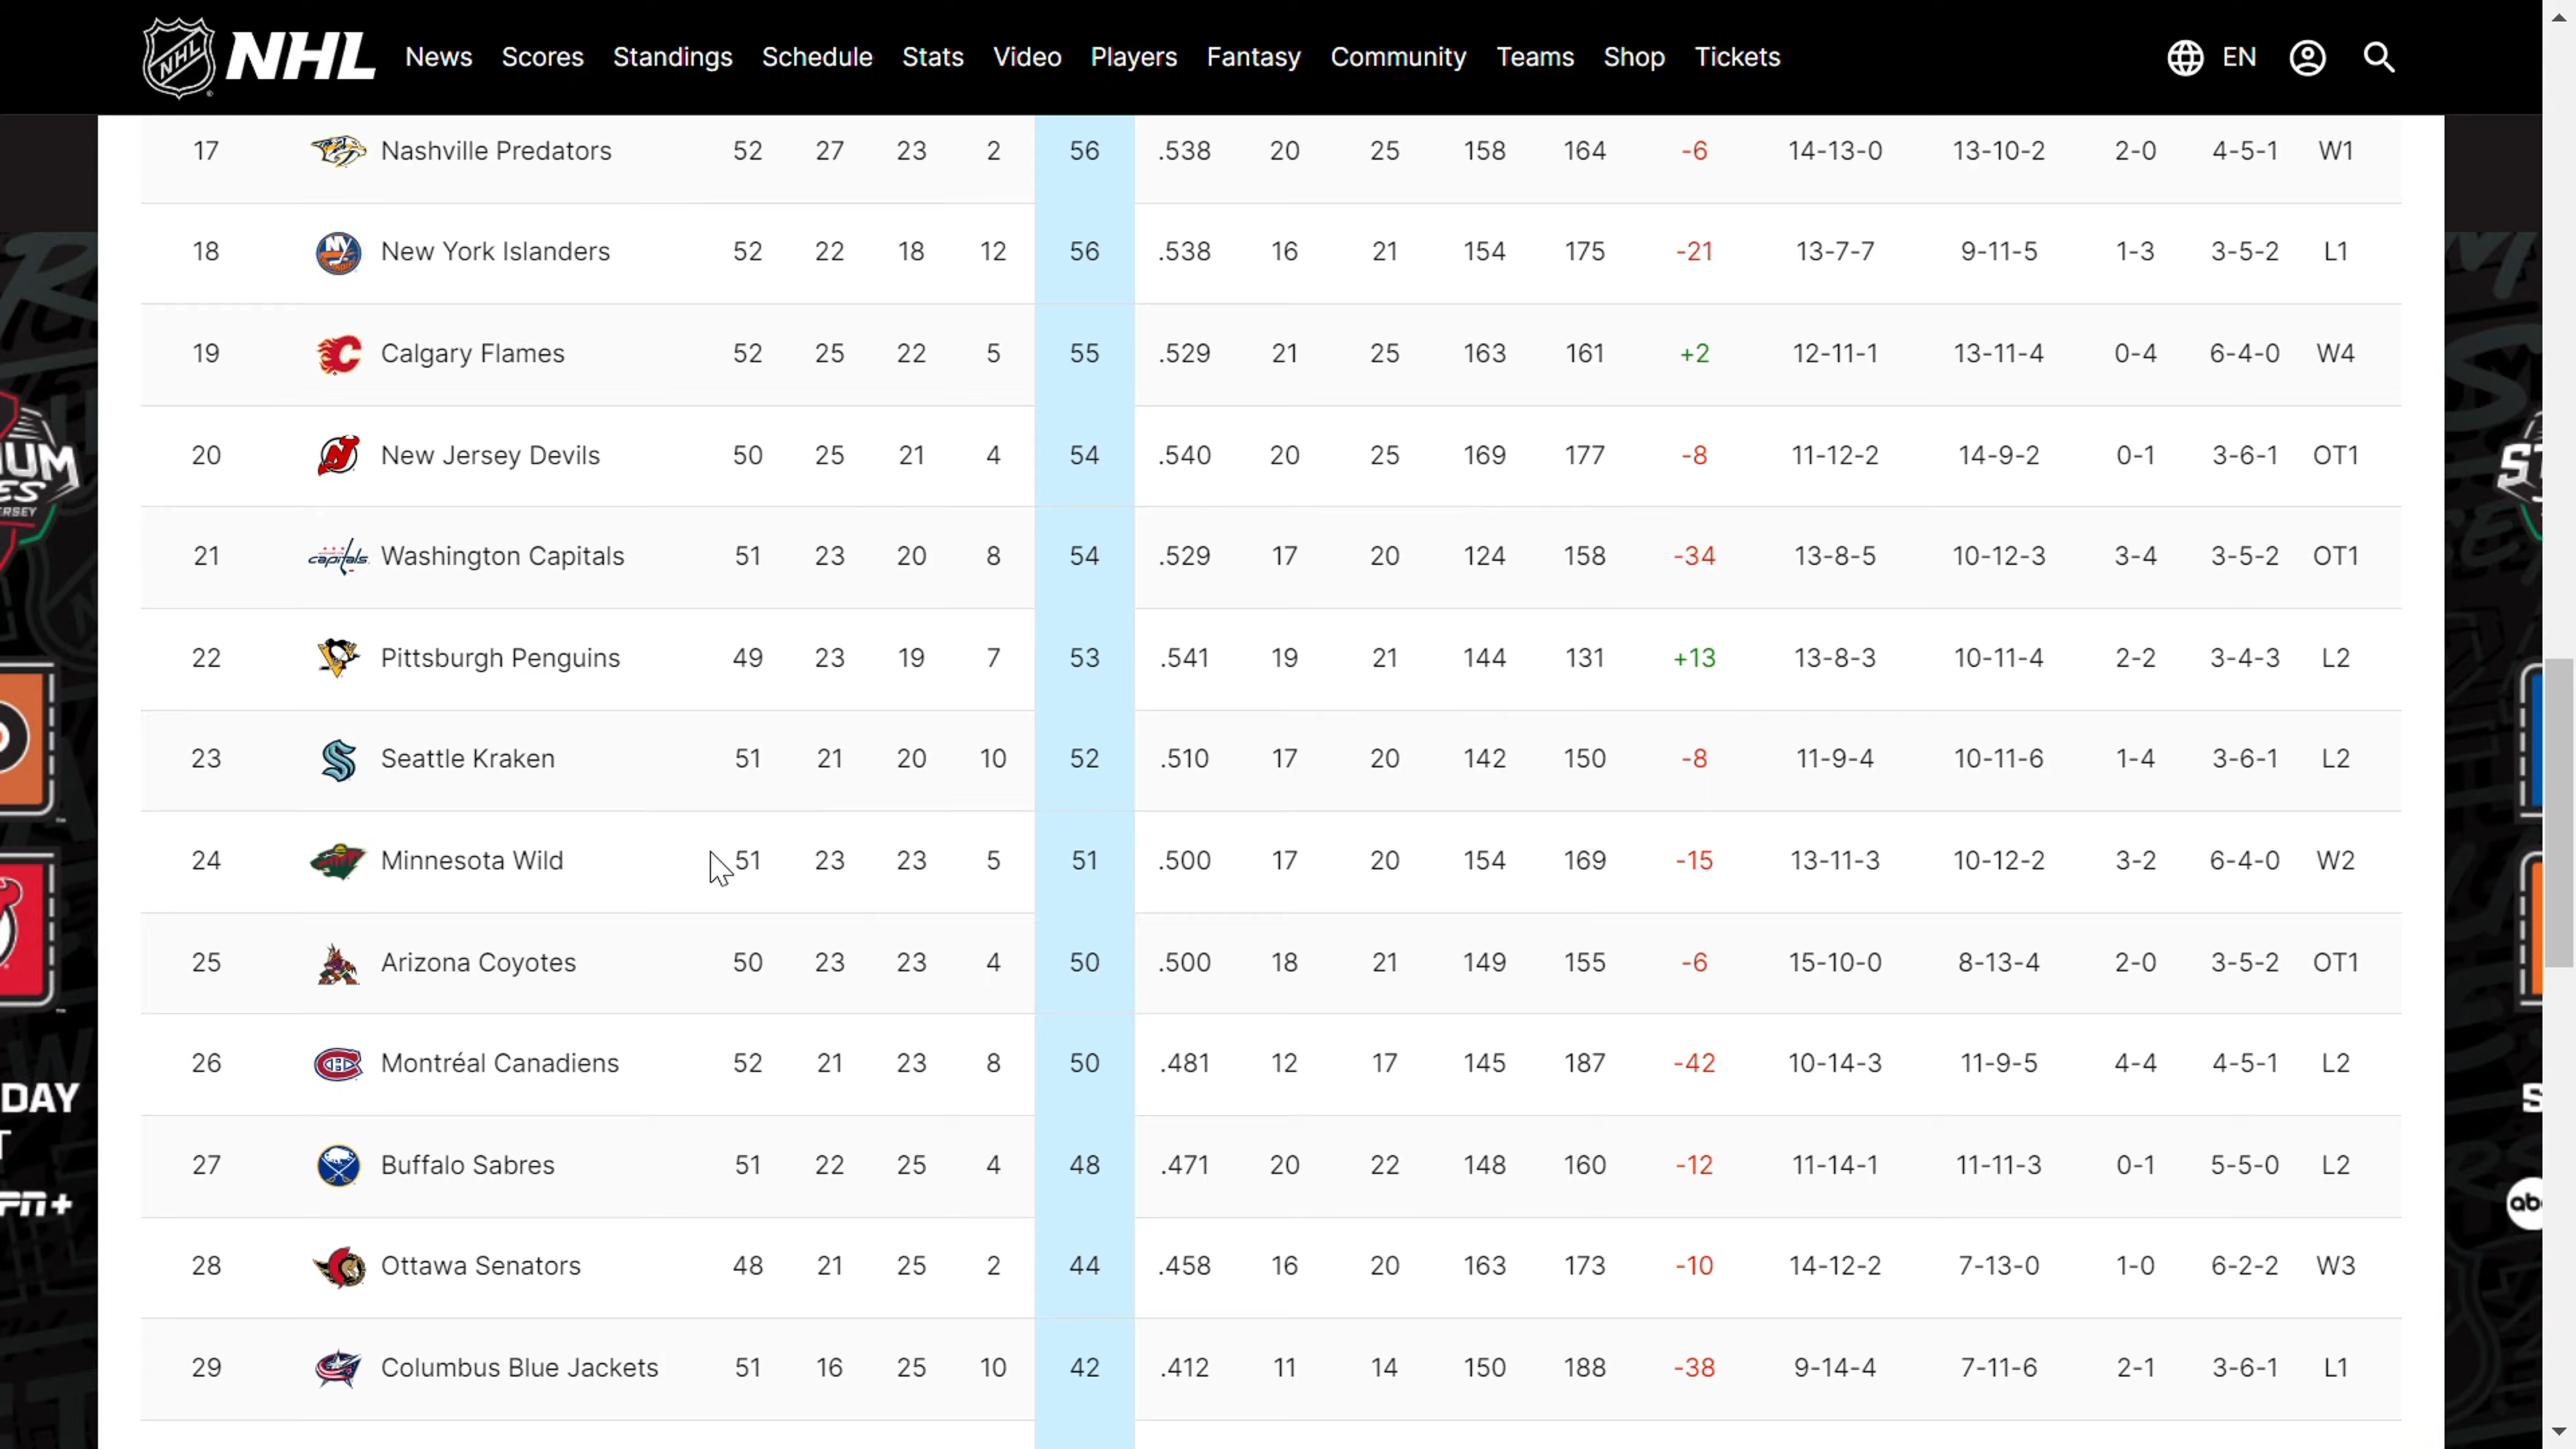 NHL News Scores Standings Schedule Stats Video Players Fantasy Community Teams Shop Tickets EN
17 Nashville Predators 52 27 23 2 56 .538 20 25 158 164 -6 14-13-0 13-10-2 2-0 4-5-1 W1
18 New York Islanders 52 22 18 12 56 .538 16 21 154 175 -21 13-7-7 9-11-5 1-3 3-5-2 L1
19 Calgary Flames 52 25 22 5 55 .529 21 25 163 161 +2 12-11-1 13-11-4 0-4 6-4-0 W4
20 New Jersey Devils 50 25 21 4 54 .540 20 25 169 177 -8 11-12-2 14-9-2 0-1 3-6-1 OT1
21 capitals Washington Capitals 51 23 20 8 54 .529 17 20 124 158 -34 13-8-5 10-12-3 3-4 3-5-2 OT1
22 Pittsburgh Penguins 49 23 19 7 53 .541 19 21 144 131 +13 13-8-3 10-11-4 2-2 3-4-3 L2
23 Seattle Kraken 51 21 20 10 52 .510 17 20 142 150 -8 11-9-4 10-11-6 1-4 3-6-1 L2
24 Minnesota Wild 51 23 23 5 51 .500 17 20 154 169 -15 13-11-3 10-12-2 3-2 6-4-0 W2
25 Arizona Coyotes 50 23 23 4 50 .500 18 21 149 155 -6 15-10-0 8-13-4 2-0 3-5-2 OT1
26 Montréal Canadiens 52 21 23 8 50 .481 12 17 145 187 -42 10-14-3 11-9-5 4-4 4-5-1 L2
27 Buffalo Sabres 51 22 25 4 48 .471 20 22 148 160 -12 11-14-1 11-11-3 0-1 5-5-0 L2
28 Ottawa Senators 48 21 25 2 44 .458 16 20 163 173 -10 14-12-2 7-13-0 1-0 6-2-2 W3
29 Columbus Blue Jackets 51 16 25 10 42 .412 11 14 150 188 -38 9-14-4 7-11-6 2-1 3-6-1 L1